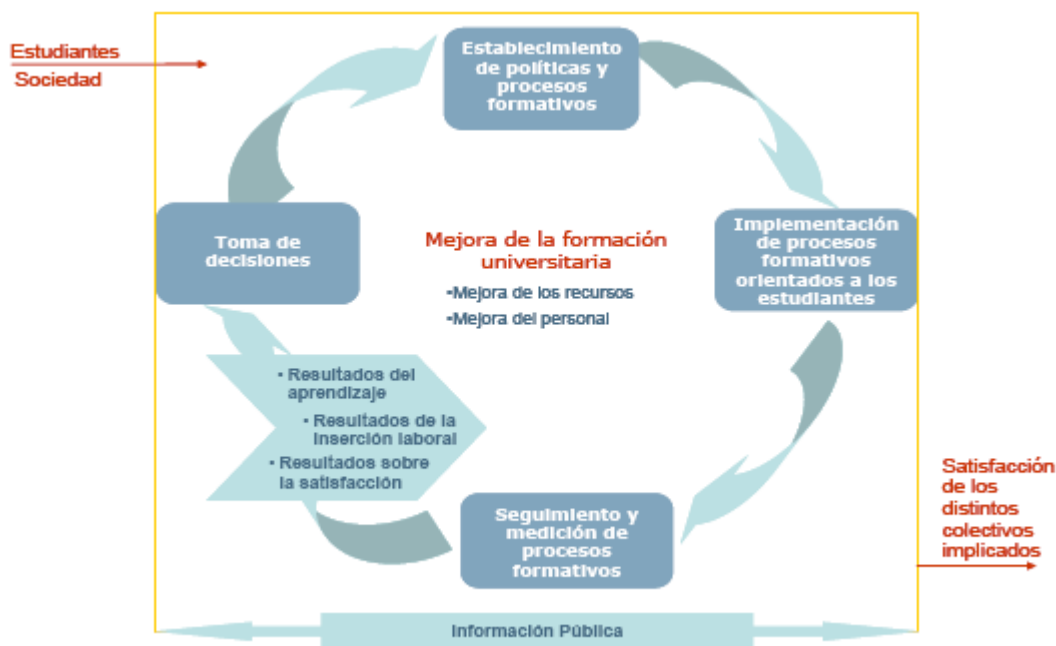 Estudiantes
Sociedad
Establecimiento
de políticas y
procesos
formativos
Toma de
decisiones
Mejora de la formación
universitaria
▪Mejora de los recursos
▪Mejora del personal
Implementación
de procesos
formativos
orientados a los
estudiantes
• Resultados del
aprendizaje
• Resultados de la
inserción laboral
• Resultados sobre
la satisfacción
Seguimiento y
medición de
procesos
formativos
Satisfacción
de los
distintos
colectivos
implicados
Información Pública